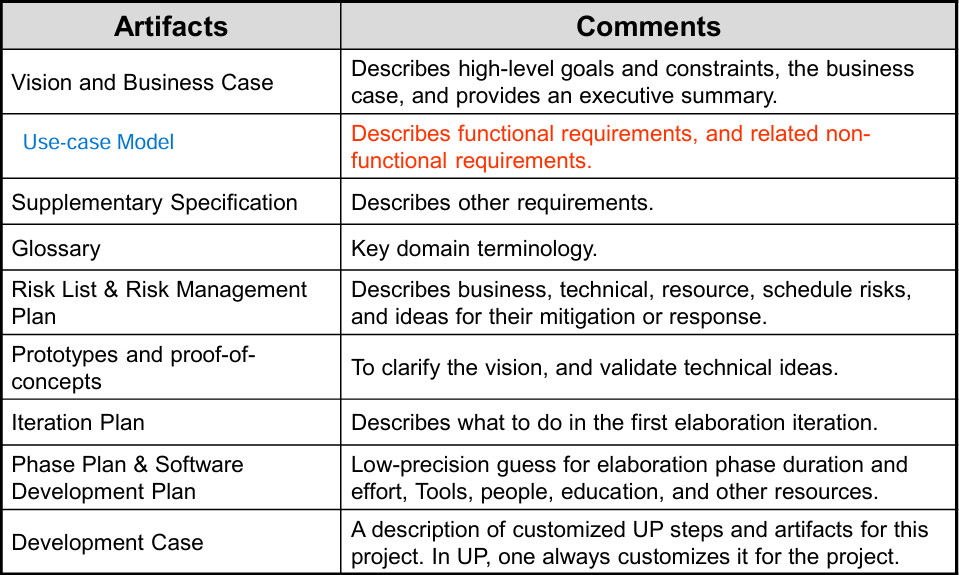 Artifacts
Comments
Vision and Business Case
Describes high-level goals and constraints, the business
case, and provides an executive summary.
Use-case Model
Describes functional requirements, and related non-
functional requirements.
Supplementary Specification
Describes other requirements.
Glossary
Key domain terminology.
Risk List & Risk Management
Plan
Describes business, technical, resource, schedule risks,
and ideas for their mitigation or response.
Prototypes and proof-of-
concepts
To clarify the vision, and validate technical ideas.
Iteration Plan
Describes what to do in the first elaboration iteration.
Phase Plan & Software
Development Plan
Low-precision guess for elaboration phase duration and
effort, Tools, people, education, and other resources.
Development Case
A description of customized UP steps and artifacts for this
project. In UP, one always customizes it for the project.